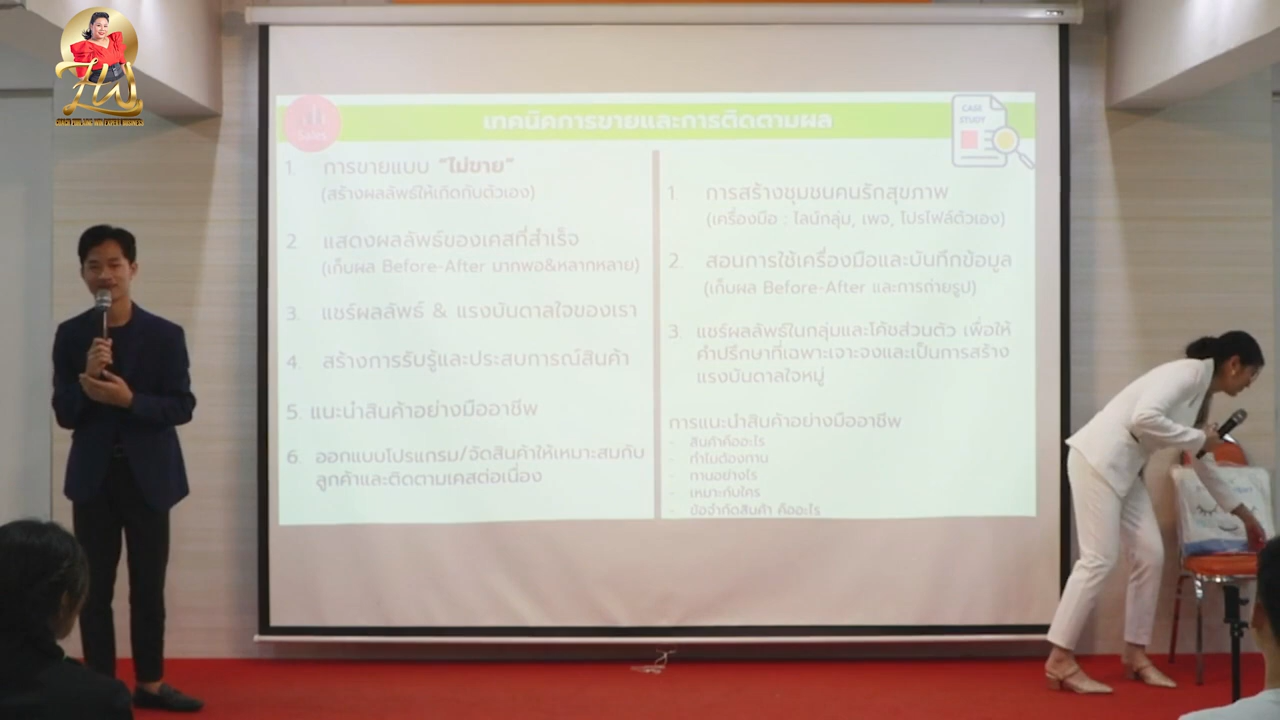 เทคนิคการขายและการติดตามผล
Sales
CASE
STUDY
1. การขายแบบ "ไม่ขาย"
(สร้างผลลัพธ์ให้เกิดกับตัวเอง)
2. แสดงผลลัพธ์ของเคสที่สำเร็จ
(เก็บผล Before-After มากพอ&หลากหลาย)
3. แชร์ผลลัพธ์ & แรงบันดาลใจของเรา
4. สร้างการรับรู้และประสบการณ์สินค้า
5. แนะนำสินค้าอย่างมืออาชีพ
6. ออกแบบโปรแกรม/จัดสินค้าให้เหมาะสมกับ
ลูกค้าและติดตามเคสต่อเนื่อง
1 การสร้างชุมชนคนรักสุขภาพ
(เครื่องมือ : ไลน์กลุ่ม, เพจ, โปรไฟล์ตัวเอง)
2. สอนการใช้เครื่องมือและบันทึกข้อมูล
(เก็บผล Before-After และการถ่ายรูป)
3. แชร์ผลลัพธ์ในกลุ่มและโค้ชส่วนตัว เพื่อให้
คำปรึกษาที่เฉพาะเจาะจงและเป็นการสร้าง
แรงบันดาลใจหมู่
การแนะนำสินค้าอย่างมืออาชีพ
- สินค้าคืออะไร
- ทำไมต้องทาน
- ทานอย่างไร
- เหมาะกับใคร
- ข้อจำกัดสินค้า คืออะไร